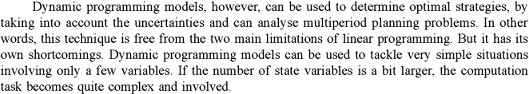 Dynamic programming models, however, can be used to determine optimal strategies, by
taking into account the uncertainties and can analyse multiperiod planning problems. In other
words, this technique is free from the two main limitations of linear programming. But it has its
own shortcomings. Dynamic programming models can be used to tackle very simple situations
involving only a few variables. If the number of state variables is a bit larger, the computation
task becomes quite complex and involved.